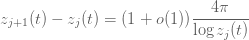 z_{j+1}(t) - z_j(t) = (1 + o(1)) \frac{4\pi}{\log z_j(t)}